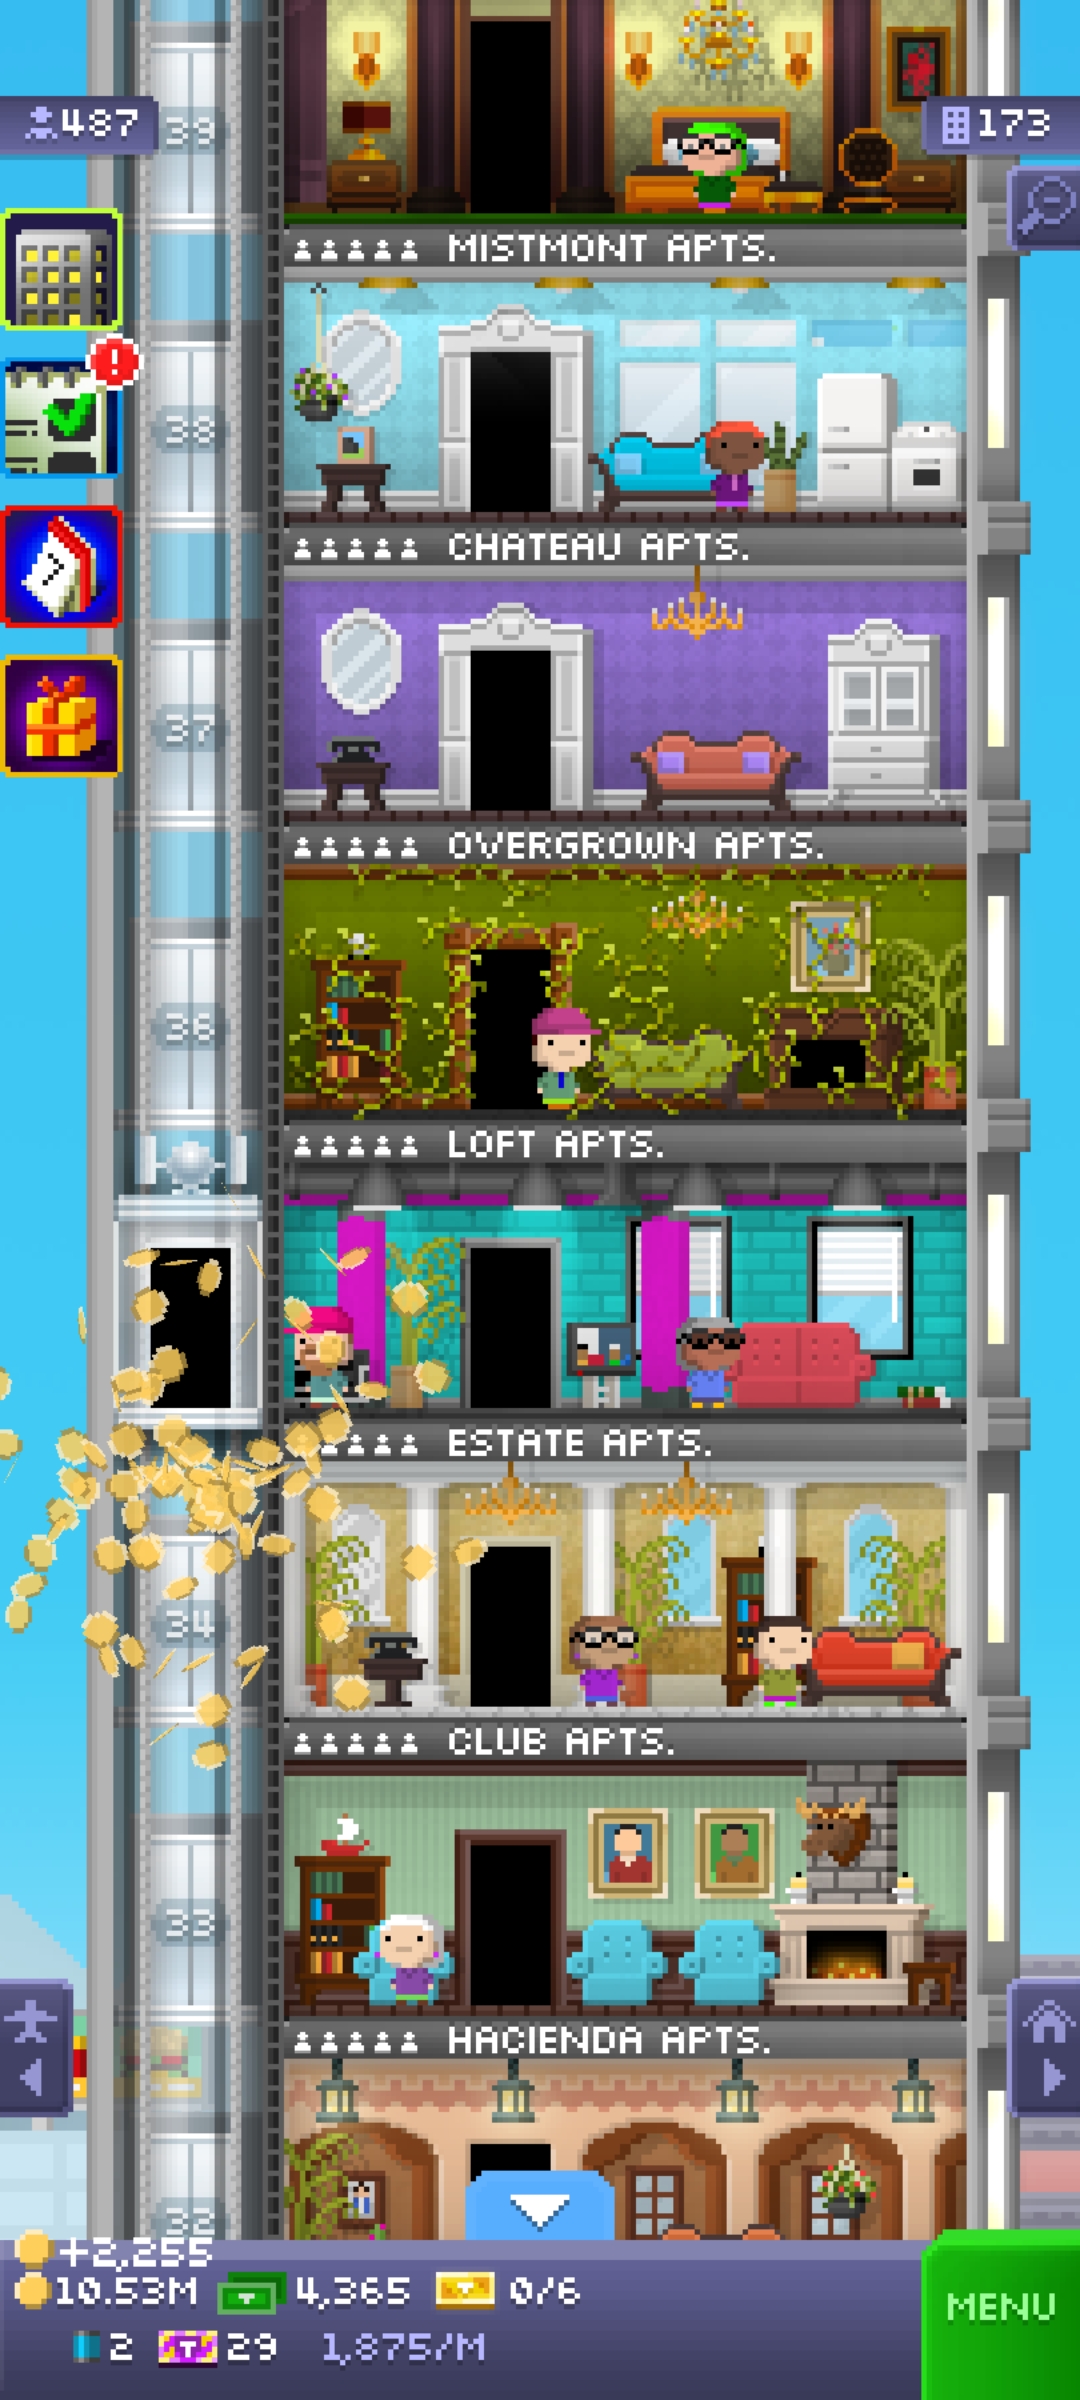 487
39
173
MISTMONT APTS.
38
CHATEAU APTS.
37
OVERGROWN APTS.
36
LOFT APTS.
ESTATE APTS.
34
CLUB APTS.
33
HACIENDA APTS.
32
+2,255
10.53M 4,365 0/6
2 29 1,875/M
MENU